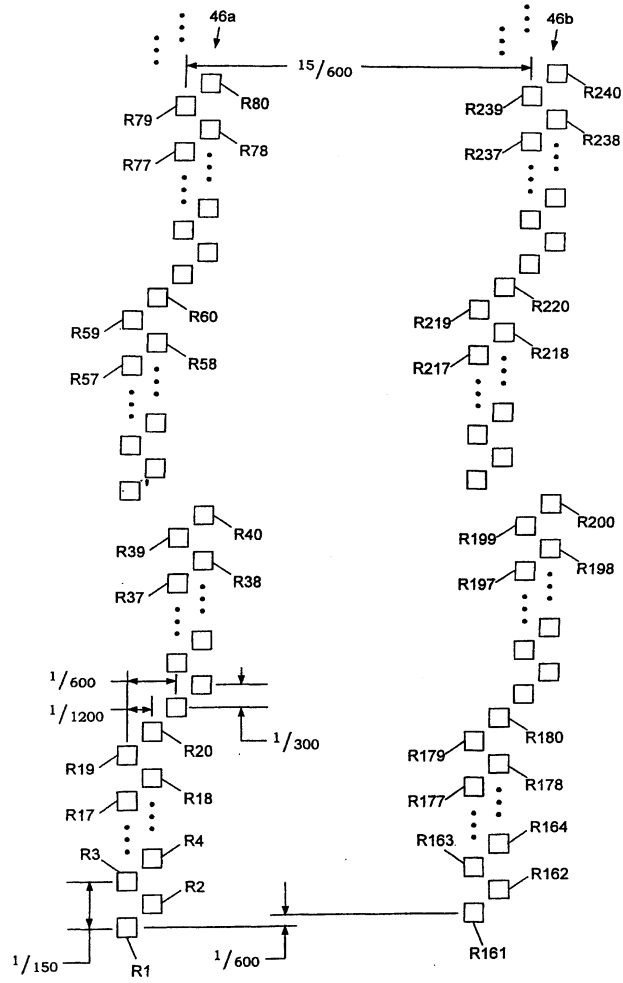 46a
46b
15/600
R80
R240
R79
R239
R78
R238
R77
R237
R60
R220
R59
R219
R58
R218
R57
R217
R40
R200
R39
R199
R38
R198
R37
R197
1/600
1/1200
R20
R180
1/300
R19
R179
R18
R178
R17
R177
R4
R164
R3
R163
R2
R162
R1
R161
1/150
1/600